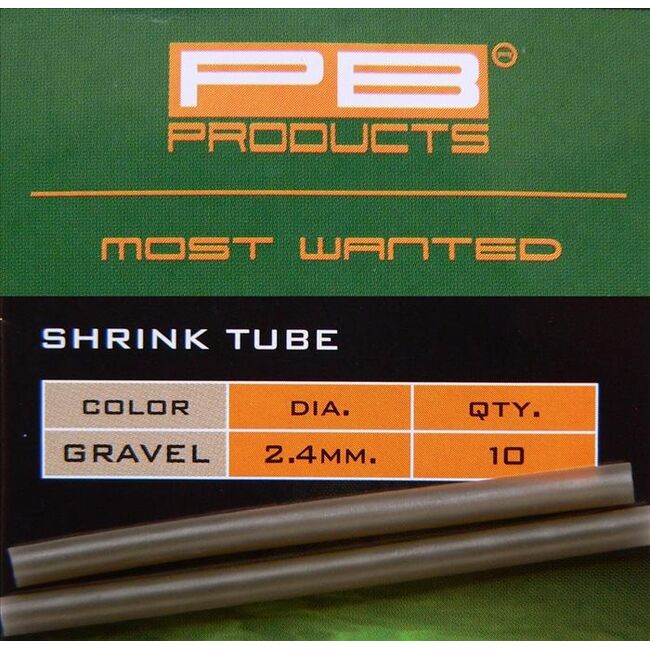 PB
PRODUCTS
MOST WANTED
SHRINK TUBE
COLOR DIA. QTY.
GRAVEL 2.4MM. 10